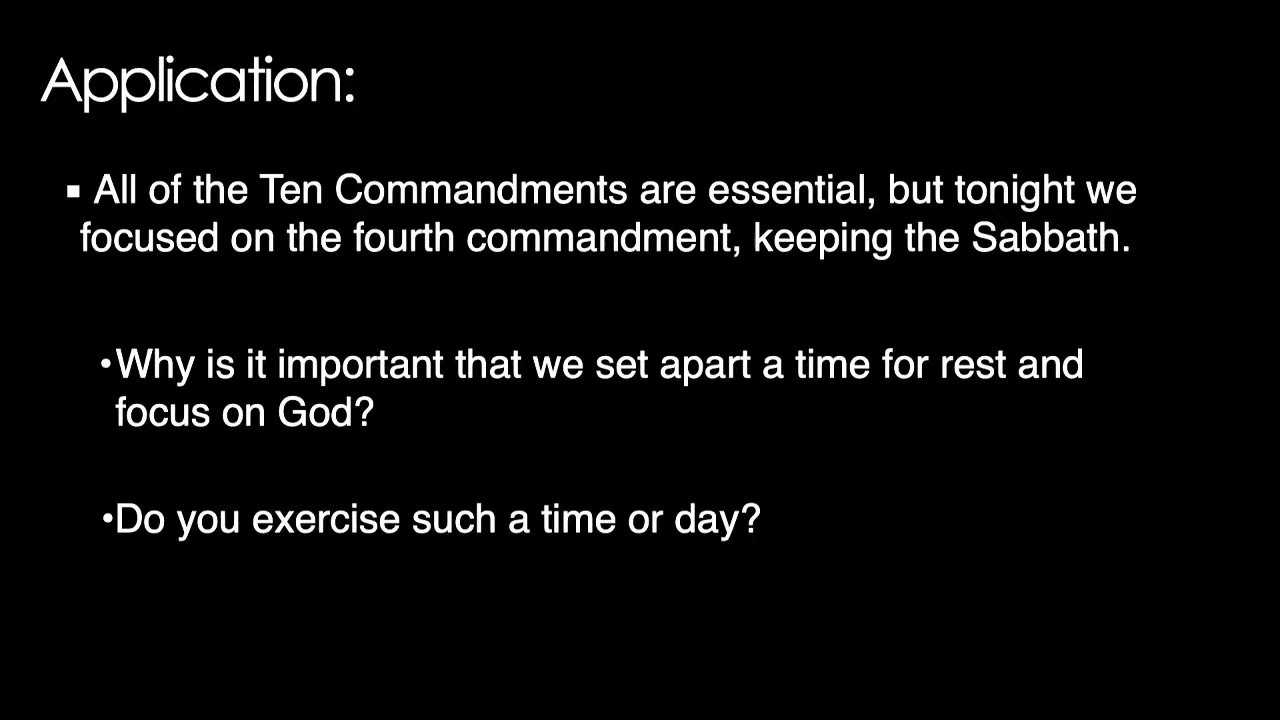 Application:
▪ All of the Ten Commandments are essential, but tonight we
focused on the fourth commandment, keeping the Sabbath.
•Why is it important that we set apart a time for rest and
focus on God?
•Do you exercise such a time or day?